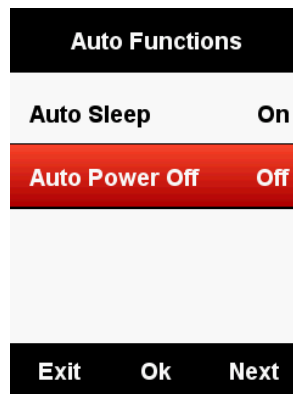 Auto Functions
Auto Sleep On
Auto Power Off Off
Exit Ok Next